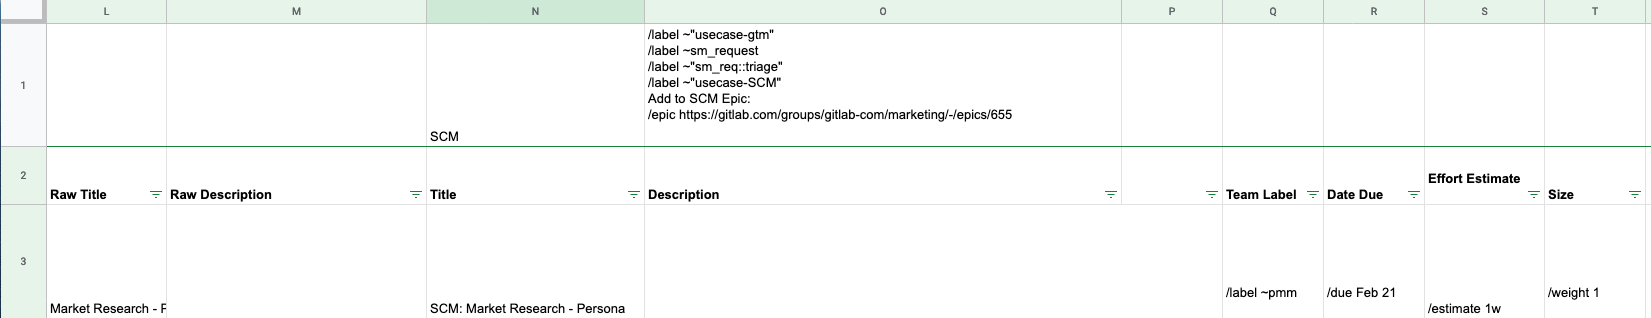 L M N O P Q R S T
1
/label ~"usecase-gtm"
/label ~sm_request
/label ~"sm_req::triage"
/label ~"usecase-SCM"
Add to SCM Epic:
/epic https://gitlab.com/groups/gitlab-com/marketing/-/epics/655
SCM
2
Raw Title Raw Description Title Description Team Label Date Due Effort Estimate Size
3
Market Research - SCM: Market Research - Persona /label ~pmm /due Feb 21 /estimate 1w /weight 1